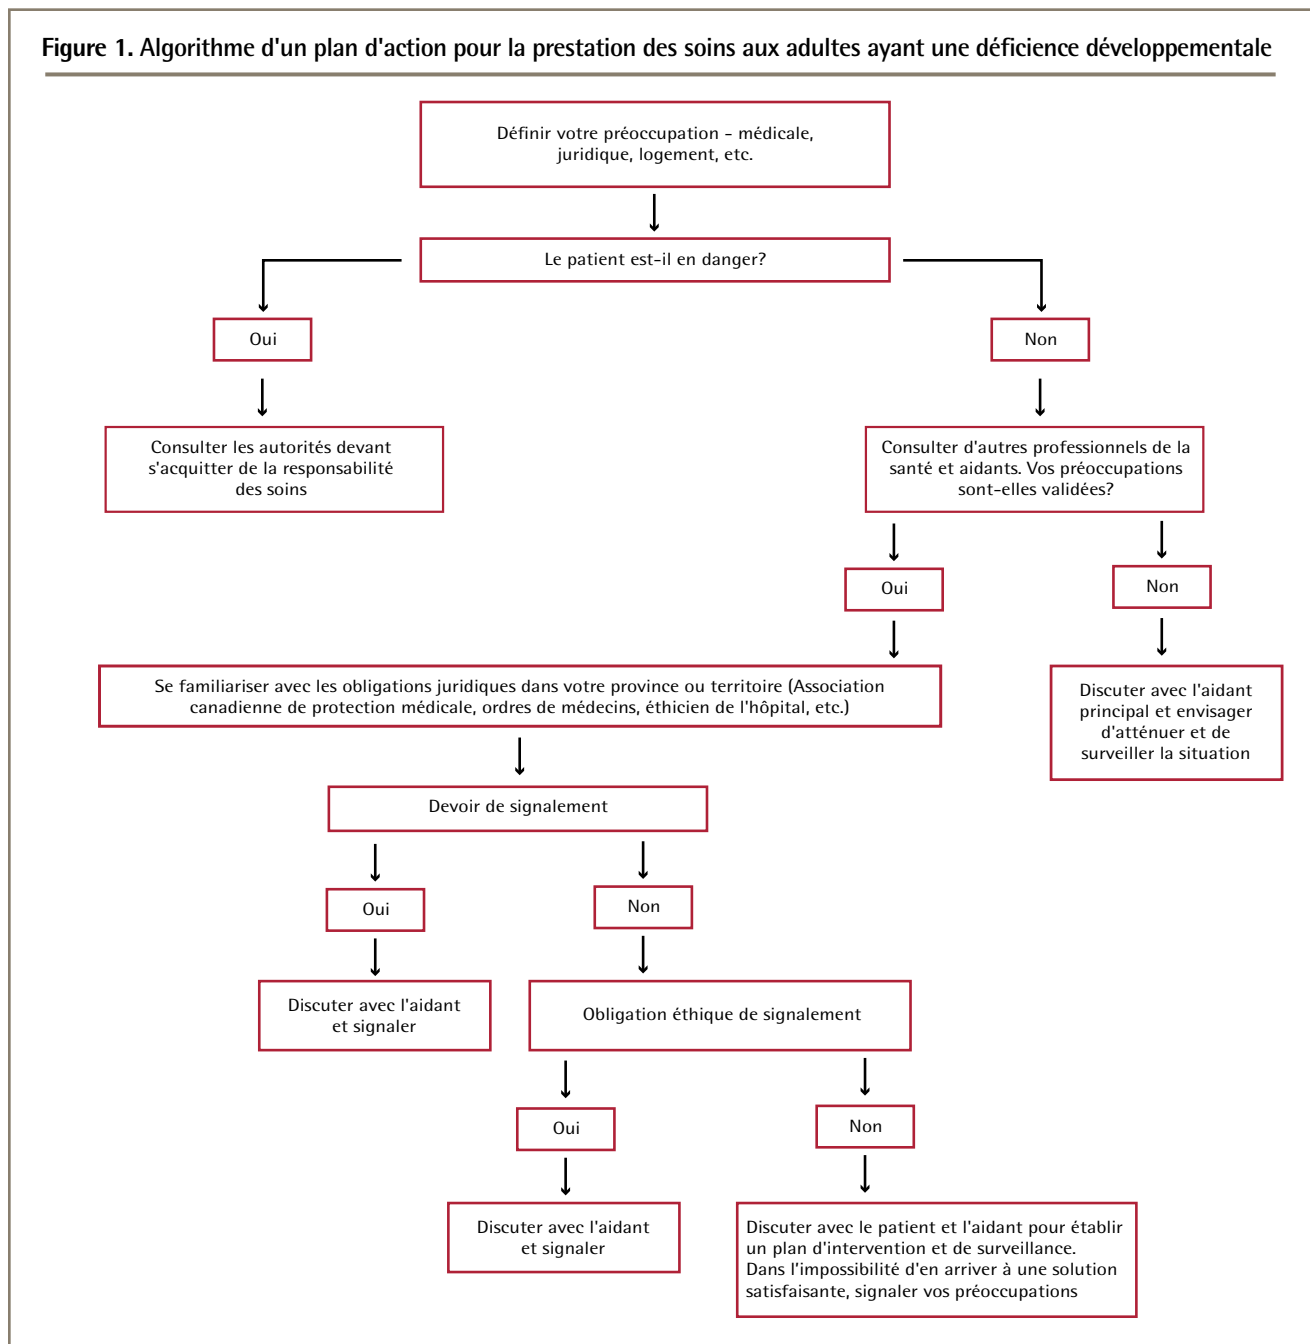 Figure 1. Algorithme d'un plan d'action pour la prestation des soins aux adultes ayant une déficience développementale
Définir votre préoccupation - médicale,
juridique, logement, etc.
Le patient est-il en danger?
Oui
Non
Consulter les autorités devant
s'acquitter de la responsabilité
des soins
Consulter d'autres professionnels de la
santé et aidants. Vos préoccupations
sont-elles validées?
Oui
Non
Se familiariser avec les obligations juridiques dans votre province ou territoire (Association
canadienne de protection médicale, ordres de médecins, éthicien de l'hôpital, etc.)
Discuter avec l'aidant
principal et envisager
d'atténuer et de
surveiller la situation
Devoir de signalement
Oui
Non
Discuter avec l'aidant
et signaler
Obligation éthique de signalement
Oui
Non
Discuter avec l'aidant
et signaler
Discuter avec le patient et l'aidant pour établir
un plan d'intervention et de surveillance.
Dans l'impossibilité d'en arriver à une solution
satisfaisante, signaler vos préoccupations